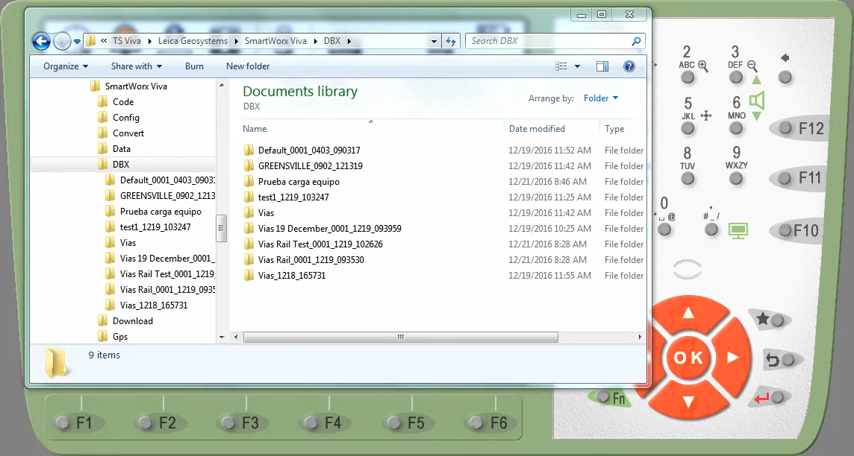 « TS Viva Leica Geosystems SmartWorx Viva DBX
Search DBX
Organize Share with Burn New folder
SmartWorx Viva
Code
Config
Convert
Data
DBX
Default_0001_0403_0903
GREENSVILLE_0902_1213
Prueba carga equipo
test1_1219_103247
Vias
Vias 19 December_0001_
Vias Rail Test_0001_1219_
Vias Rail_0001_1219_0935
Vias_1218_165731
Download
Gps
Documents library
DBX
Arrange by: Folder
Name Date modified Type
Default_0001_0403_090317 12/19/2016 11:52 AM File folder
GREENSVILLE_0902_121319 12/19/2016 11:42 AM File folder
Prueba carga equipo 12/21/2016 8:46 AM File folder
test1_1219_103247 12/19/2016 11:25 AM File folder
Vias 12/19/2016 11:42 AM File folder
Vias 19 December_0001_1219_093959 12/19/2016 10:25 AM File folder
Vias Rail Test_0001_1219_102626 12/21/2016 8:28 AM File folder
Vias Rail_0001_1219_093530 12/21/2016 8:28 AM File folder
Vias_1218_165731 12/19/2016 11:55 AM File folder
9 items
2 3
ABC DEF
5 6
JKL MNO
F12
8 9
TUV WXYZ
F11
0 .
@ #_/
F10
OK
Fn
F1 F2 F3 F4 F5 F6